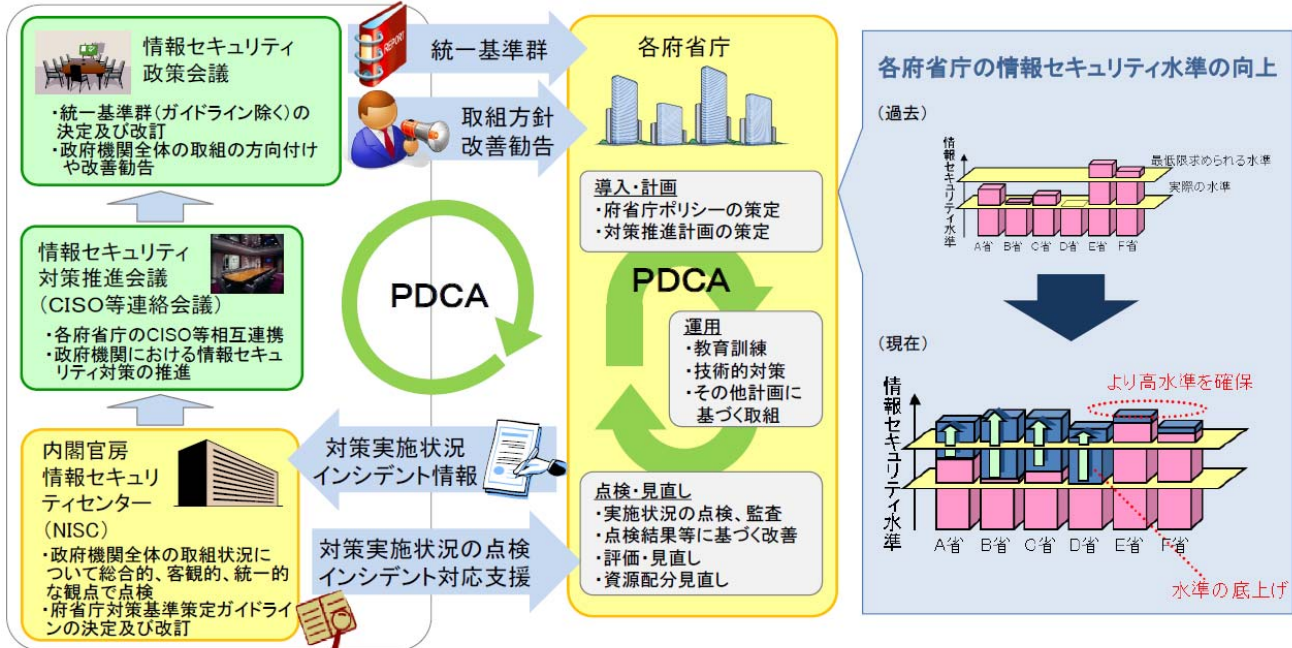 情報セキュリティ
政策会議
・統一基準群(ガイドライン除く)の
決定及び改訂
・政府機関全体の取組の方向付け
や改善勧告
情報セキュリティ
対策推進会議
(CISO等連絡会議)
・各府省庁のCISO等相互連携
・政府機関における情報セキュ
リティ対策の推進
内閣官房
情報セキュリ
ティセンター
(NISC)
・政府機関全体の取組状況に
ついて総合的、客観的、統一的
な観点で点検
・府省庁対策基準策定ガイドライ
ンの決定及び改訂
REPORT
統一基準群
取組方針
改善勧告
PDCA
対策実施状況
インシデント情報
対策実施状況の点検
インシデント対応支援
各府省庁
導入・計画
・府省庁ポリシーの策定
・対策推進計画の策定
PDCA
運用
・教育訓練
・技術的対策
・その他計画に
基づく取組
点検・見直し
・実施状況の点検、監査
・点検結果等に基づく改善
・評価・見直し
・資源配分見直し
各府省庁の情報セキュリティ水準の向上
(過去)
情報セキュリティ水準
最低限求められる水準
実際の水準
A省 B省 C省 D省 E省 F省
(現在)
情報セキュリティ水準
より高水準を確保
A省 B省 C省 D省 E省 F省
水準の底上げ